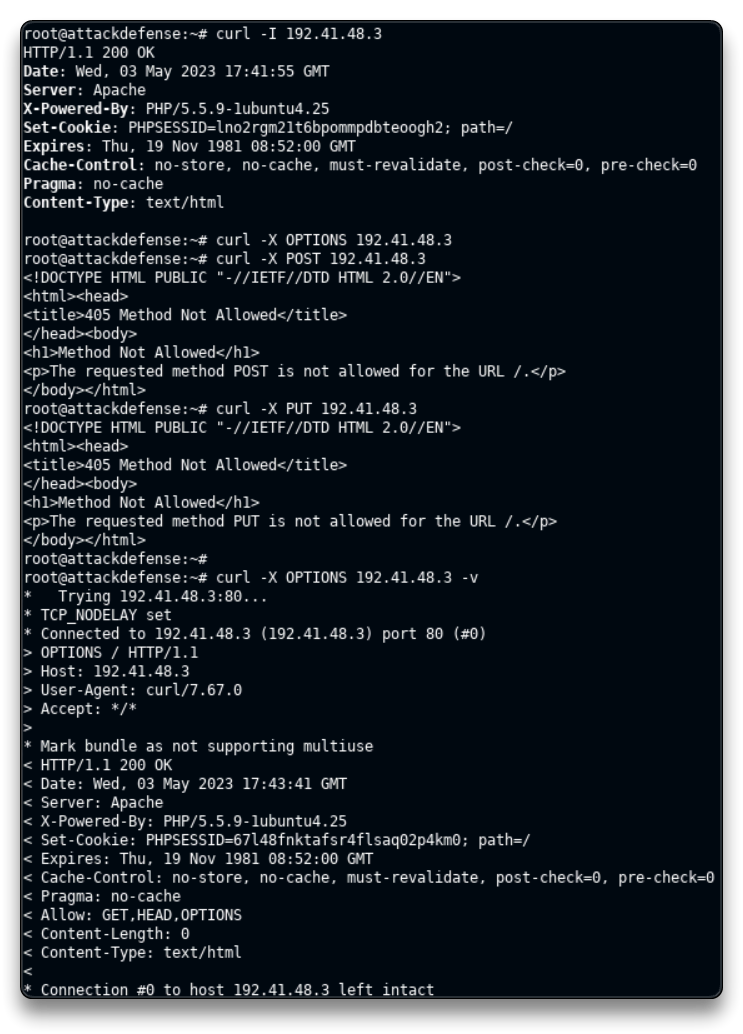 root@attackdefense:~# curl -I 192.41.48.3
HTTP/1.1 200 OK
Date: Wed, 03 May 2023 17:41:55 GMT
Server: Apache
X-Powered-By: PHP/5.5.9-1ubuntu4.25
Set-Cookie: PHPSESSID=lno2rgm21t6bpommpdbteoogh2; path=/
Expires: Thu, 19 Nov 1981 08:52:00 GMT
Cache-Control: no-store, no-cache, must-revalidate, post-check=0, pre-check=0
Pragma: no-cache
Content-Type: text/html
root@attackdefense:~# curl -X OPTIONS 192.41.48.3
root@attackdefense:~# curl -X POST 192.41.48.3
<!DOCTYPE HTML PUBLIC "-//IETF//DTD HTML 2.0//EN">
<html><head>
<title>405 Method Not Allowed</title>
</head><body>
<h1>Method Not Allowed</h1>
<p>The requested method POST is not allowed for the URL /.</p>
</body></html>
root@attackdefense:~# curl -X PUT 192.41.48.3
<!DOCTYPE HTML PUBLIC "-//IETF//DTD HTML 2.0//EN">
<html><head>
<title>405 Method Not Allowed</title>
</head><body>
<h1>Method Not Allowed</h1>
<p>The requested method PUT is not allowed for the URL /.</p>
</body></html>
root@attackdefense:~#
root@attackdefense:~# curl -X OPTIONS 192.41.48.3 -v
*   Trying 192.41.48.3:80...
* TCP_NODELAY set
* Connected to 192.41.48.3 (192.41.48.3) port 80 (#0)
> OPTIONS / HTTP/1.1
> Host: 192.41.48.3
> User-Agent: curl/7.67.0
> Accept: */*
>
* Mark bundle as not supporting multiuse
< HTTP/1.1 200 OK
< Date: Wed, 03 May 2023 17:43:41 GMT
< Server: Apache
< X-Powered-By: PHP/5.5.9-1ubuntu4.25
< Set-Cookie: PHPSESSID=67l48fnktafsr4flsaq02p4km0; path=/
< Expires: Thu, 19 Nov 1981 08:52:00 GMT
< Cache-Control: no-store, no-cache, must-revalidate, post-check=0, pre-check=0
< Pragma: no-cache
< Allow: GET,HEAD,OPTIONS
< Content-Length: 0
< Content-Type: text/html
<
* Connection #0 to host 192.41.48.3 left intact